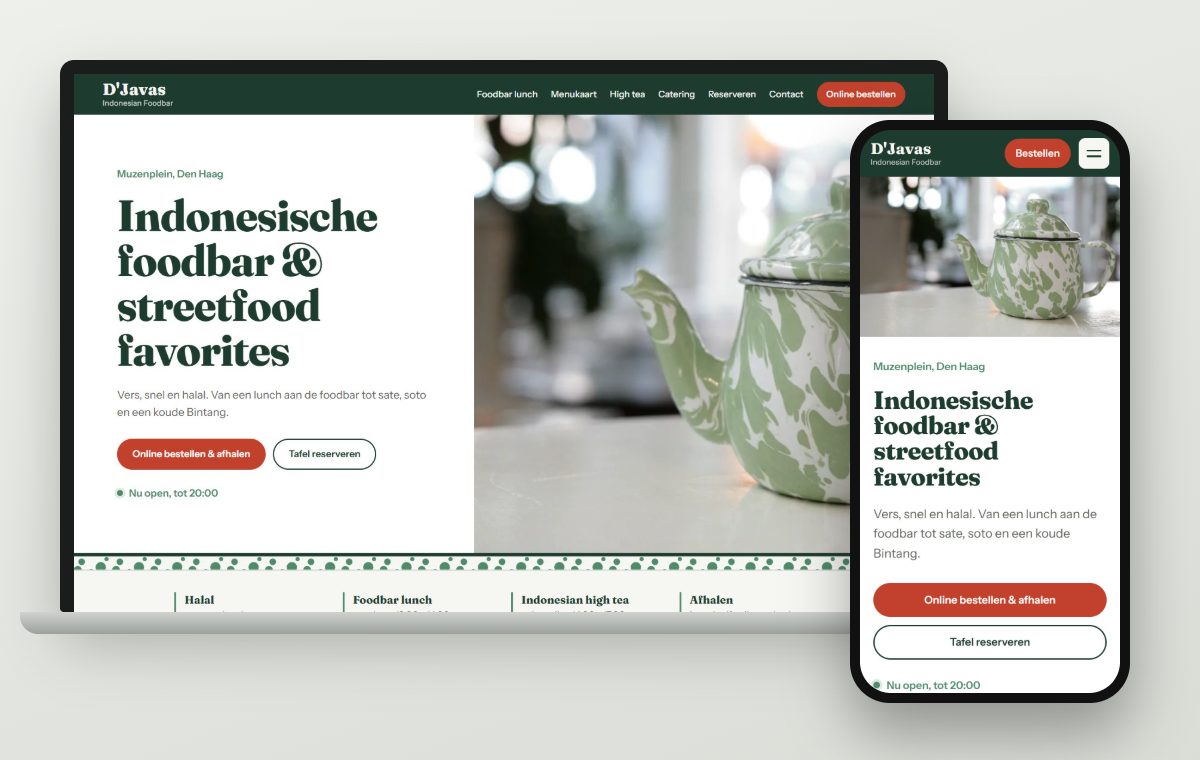 D'Javas
Indonesian Foodbar
Foodbar lunch Menukaart High tea Catering Reserveren Contact Online bestellen
Muzenplein, Den Haag
Indonesische
foodbar &
streetfood
favorites
Vers, snel en halal. Van een lunch aan de foodbar tot sate, soto
en een koude Bintang.
Online bestellen & afhalen Tafel reserveren
Nu open, tot 20:00
Halal Foodbar lunch Indonesian high tea Afhalen
D'Javas
Indonesian Foodbar
Bestellen
Muzenplein, Den Haag
Indonesische
foodbar &
streetfood
favorites
Vers, snel en halal. Van een lunch aan de
foodbar tot sate, soto en een koude
Bintang.
Online bestellen & afhalen
Tafel reserveren
Nu open, tot 20:00